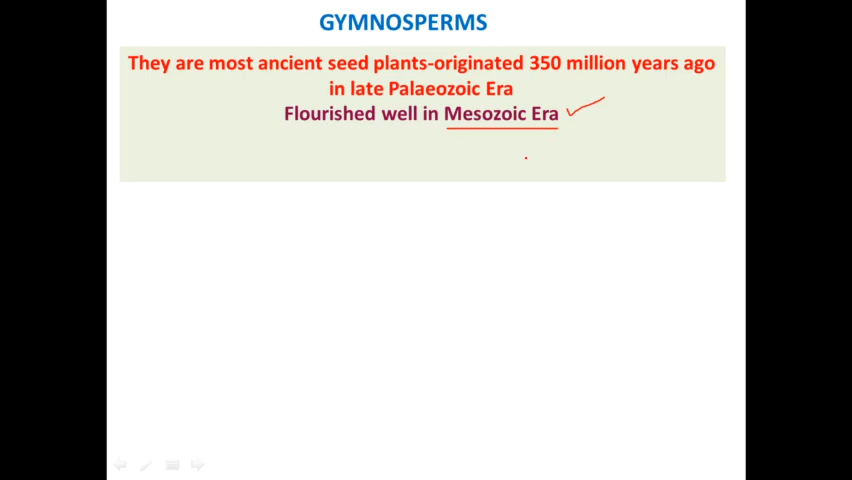 GYMNOSPERMS
They are most ancient seed plants-originated 350 million years ago
in late Palaeozoic Era
Flourished well in Mesozoic Era